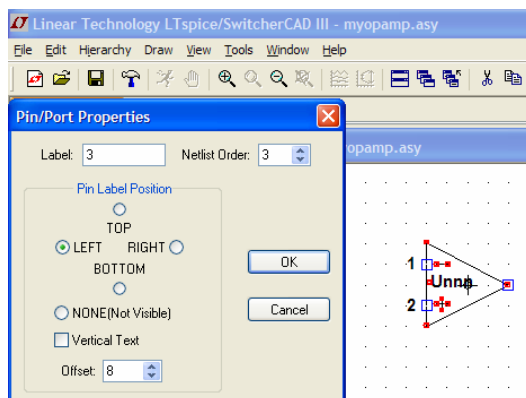 Linear Technology LTspice/SwitcherCAD III - myopamp.asy
File Edit Hierarchy Draw View Tools Window Help
Pin/Port Properties
opamp.asy
Label: 3 Netlist Order: 3
Pin Label Position
TOP
LEFT RIGHT
BOTTOM
NONE(Not Visible)
Vertical Text
Offset: 8
OK
Cancel
1
2